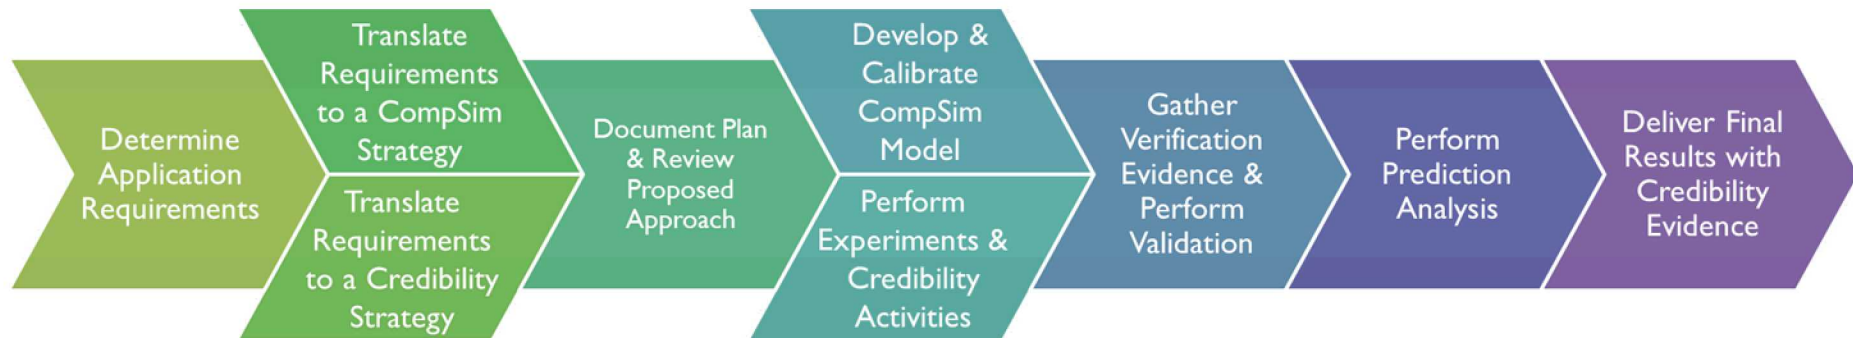 Determine
Application
Requirements
Translate
Requirements
to a CompSim
Strategy
Translate
Requirements
to a Credibility
Strategy
Document Plan
& Review
Proposed
Approach
Develop &
Calibrate
CompSim
Model
Perform
Experiments &
Credibility
Activities
Gather
Verification
Evidence &
Perform
Validation
Perform
Prediction
Analysis
Deliver Final
Results with
Credibility
Evidence